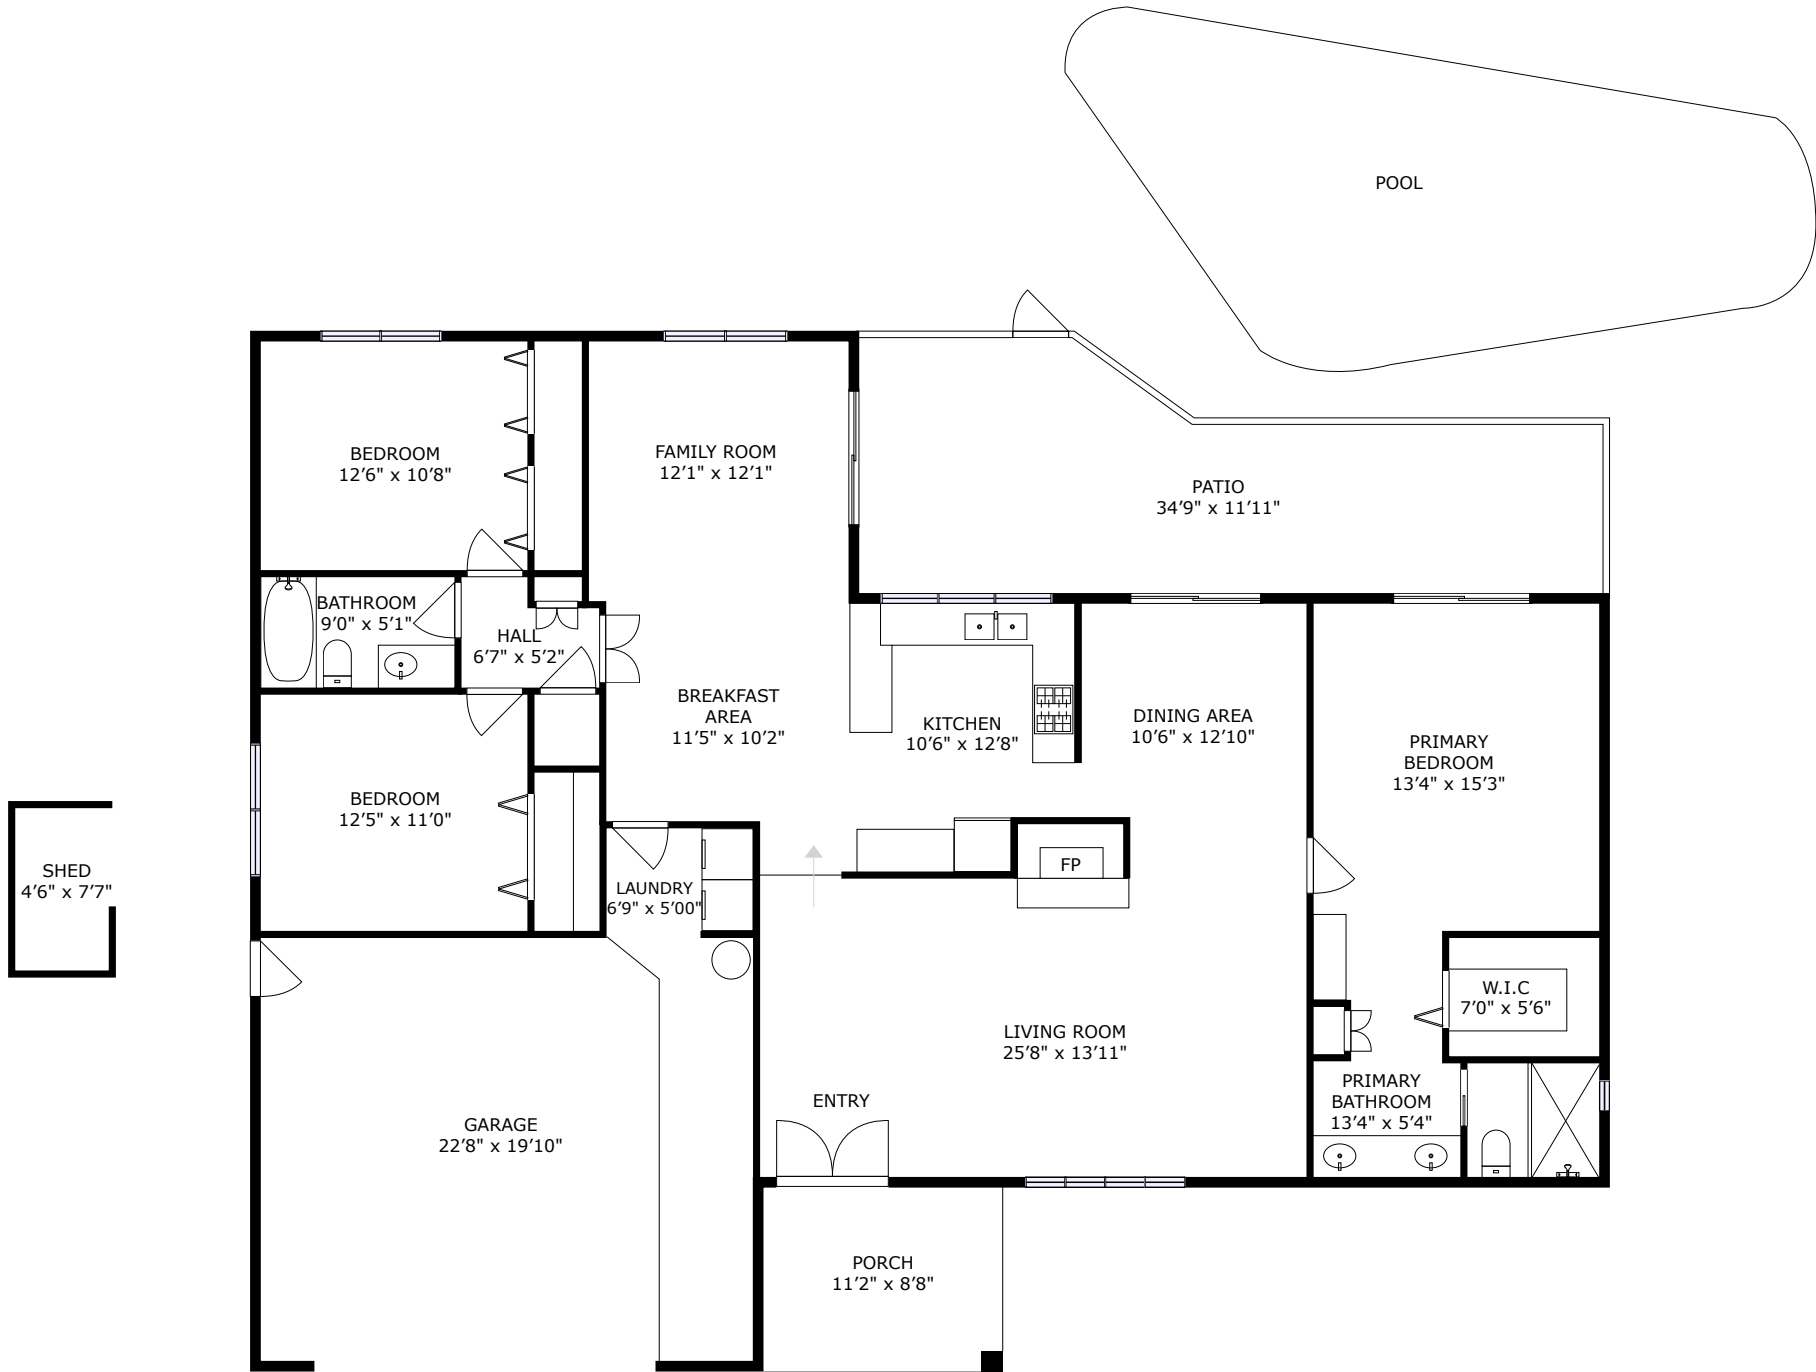 POOL
BEDROOM
12'6" x 10'8"
FAMILY ROOM
12'1" x 12'1"
PATIO
34'9" x 11'11"
BATHROOM
9'0" x 5'1"
HALL
6'7" x 5'2"
BREAKFAST
AREA
11'5" x 10'2"
KITCHEN
10'6" x 12'8"
DINING AREA
10'6" x 12'10"
PRIMARY
BEDROOM
13'4" x 15'3"
BEDROOM
12'5" x 11'0"
SHED
4'6" x 7'7"
LAUNDRY
6'9" x 5'00"
FP
W.I.C
7'0" x 5'6"
LIVING ROOM
25'8" x 13'11"
PRIMARY
BATHROOM
13'4" x 5'4"
ENTRY
GARAGE
22'8" x 19'10"
PORCH
11'2" x 8'8"